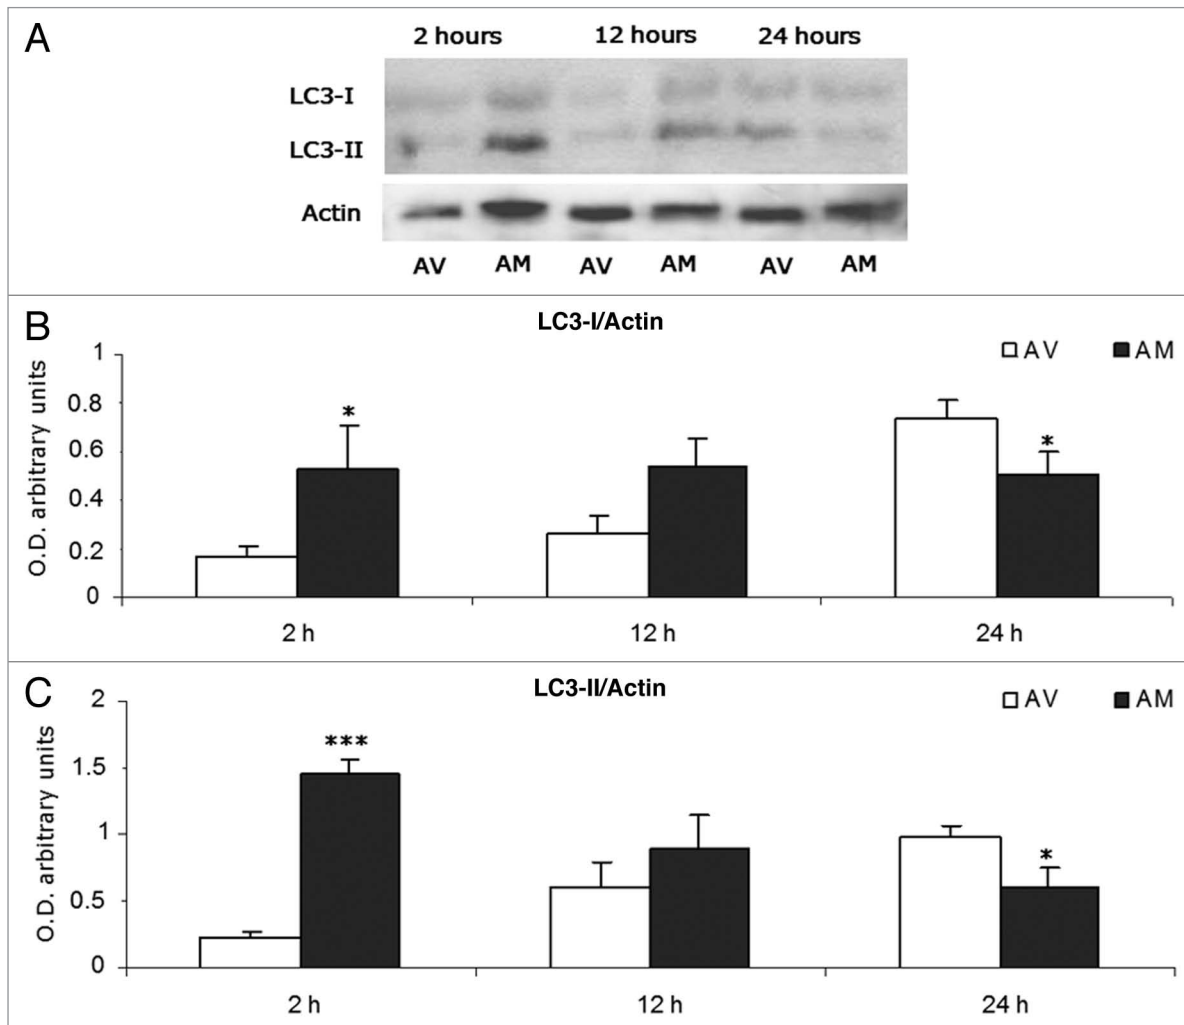 A
2 hours 12 hours 24 hours
LC3-I
LC3-II
Actin
AV AM AV AM AV AM
B
LC3-I/Actin
AV AM
O.D. arbitrary units
1
0.8
0.6
0.4
0.2
0
*
*
2 h 12 h 24 h
C
LC3-II/Actin
AV AM
O.D. arbitrary units
2
1.5
1
0.5
0
***
*
2 h 12 h 24 h